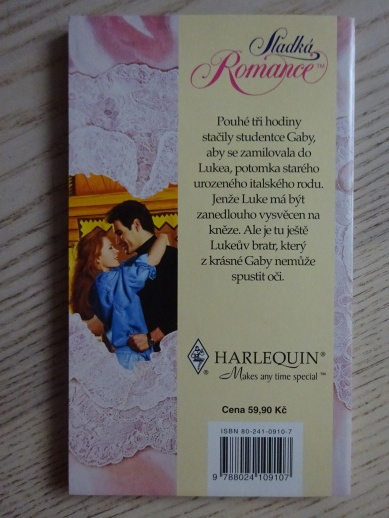 Sladká
Romance™
Pouhé tři hodiny
stačily studentce Gaby,
aby se zamilovala do
Lukea, potomka starého
urozeného italského rodu.
Jenže Luke má být
zanedlouho vysvěcen na
kněze. Ale je tu ještě
Lukeův bratr, který
z krásné Gaby nemůže
spustit oči.
HARLEQUIN®
Makes any time special™
Cena 59,90 Kč
ISBN 80-241-0910-7
9 788024 109107